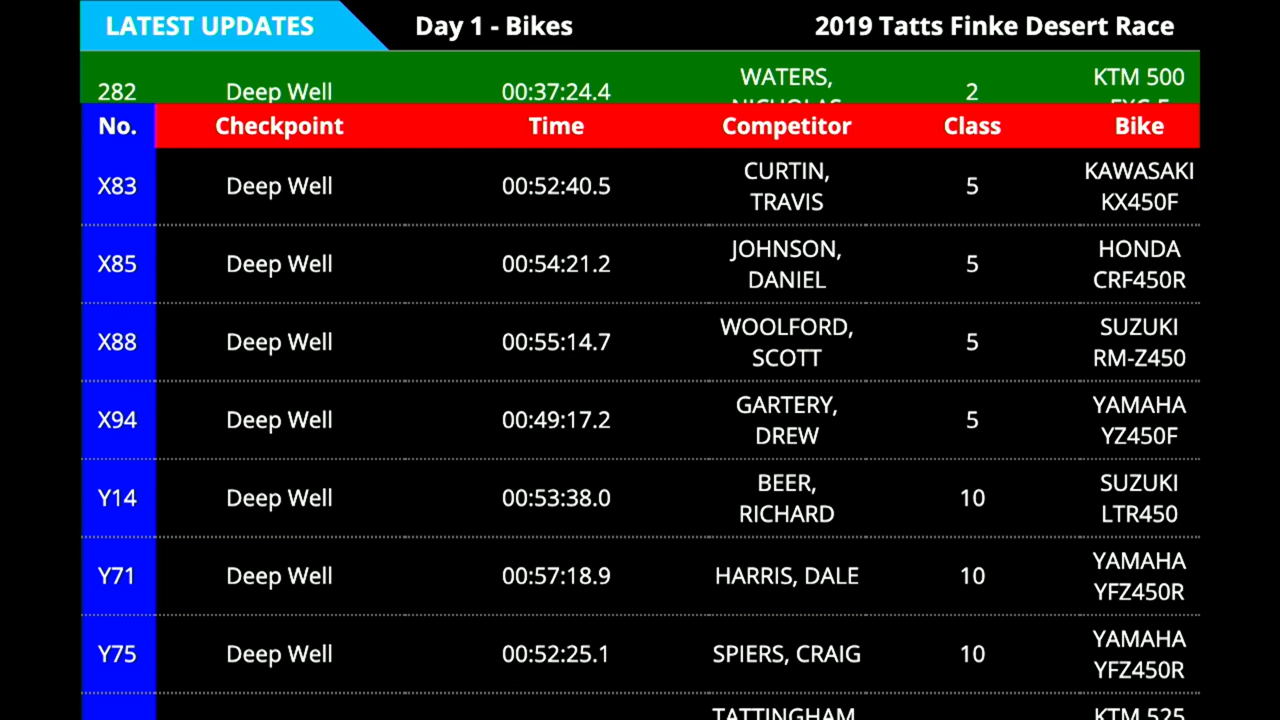 LATEST UPDATES Day 1 - Bikes 2019 Tatts Finke Desert Race
282 Deep Well 00:37:24.4 WATERS, NICHOLAS 2 KTM 500
No. Checkpoint Time Competitor Class Bike
X83 Deep Well 00:52:40.5 CURTIN, TRAVIS 5 KAWASAKI KX450F
X85 Deep Well 00:54:21.2 JOHNSON, DANIEL 5 HONDA CRF450R
X88 Deep Well 00:55:14.7 WOOLFORD, SCOTT 5 SUZUKI RM-Z450
X94 Deep Well 00:49:17.2 GARTERY, DREW 5 YAMAHA YZ450F
Y14 Deep Well 00:53:38.0 BEER, RICHARD 10 SUZUKI LTR450
Y71 Deep Well 00:57:18.9 HARRIS, DALE 10 YAMAHA YFZ450R
Y75 Deep Well 00:52:25.1 SPIERS, CRAIG 10 YAMAHA YFZ450R
TATTINGHAM, KTM 525